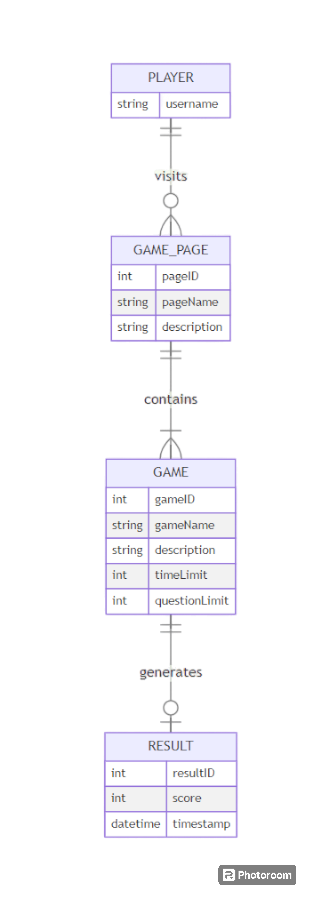 PLAYER
string username
visits
GAME_PAGE
int pageID
string pageName
string description
contains
GAME
int gameID
string gameName
string description
int timeLimit
int questionLimit
generates
RESULT
int resultID
int score
datetime timestamp
Photoroom